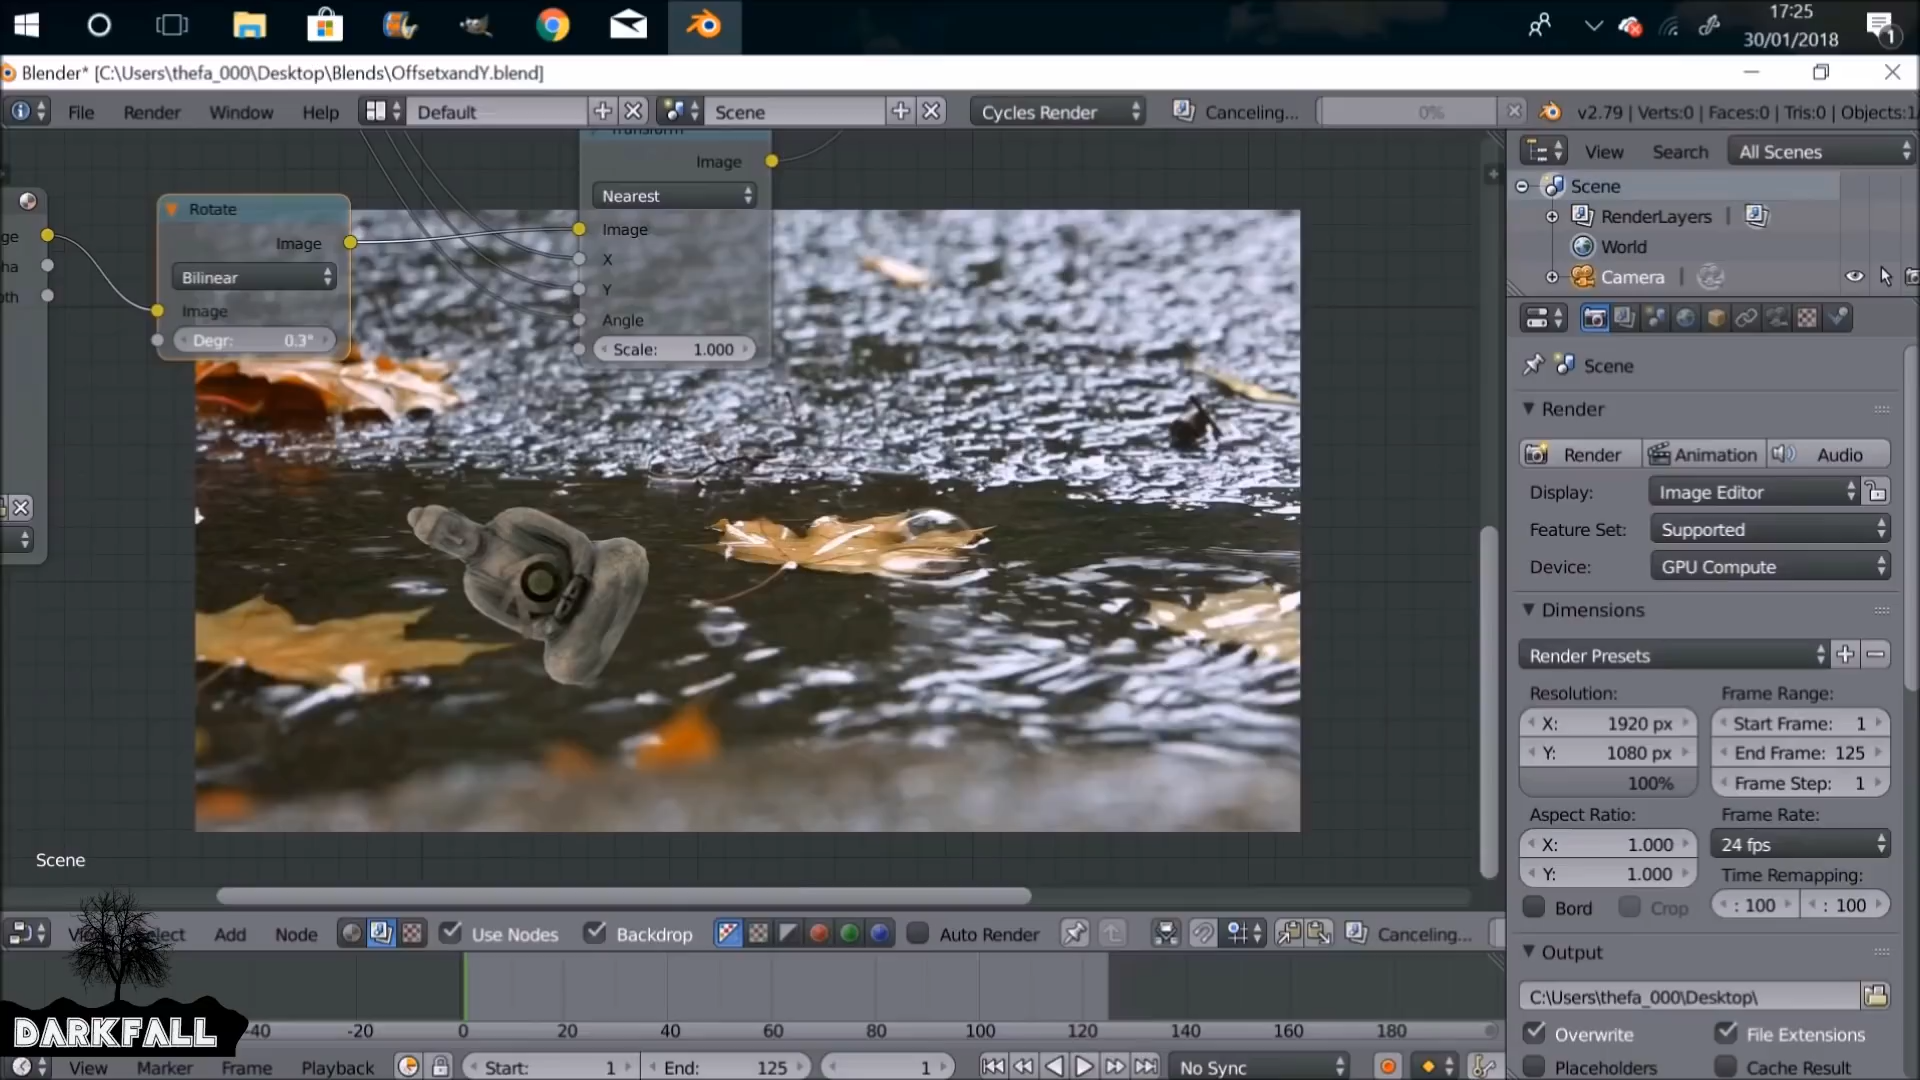 17:25
30/01/2018
1
Blender* [C:\Users\thefa_000\Desktop\Blends\OffsetxandY.blend]
File Render Window Help Default Scene Cycles Render Canceling... 0% v2.79 | Verts:0 | Faces:0 | Tris:0 | Objects:1
View Search All Scenes
Scene
RenderLayers
World
Camera
Transform
Image
Nearest
Image
X
Y
Angle
Scale: 1.000
Rotate
Image
Bilinear
Image
Degr: 0.3°
ge
ha
oth
Scene
Render
Render Animation Audio
Display: Image Editor
Feature Set: Supported
Device: GPU Compute
Dimensions
Render Presets
Resolution: Frame Range:
X: 1920 px Start Frame: 1
Y: 1080 px End Frame: 125
100% Frame Step: 1
Aspect Ratio: Frame Rate:
X: 1.000 24 fps
Y: 1.000 Time Remapping:
Bord Crop : 100 : 100
Output
C:\Users\thefa_000\Desktop\
Overwrite File Extensions
Placeholders Cache Result
Scene
Add Node Use Nodes Backdrop Auto Render Canceling...
DARKFALL
-40 -20 0 20 40 60 80 100 120 140 160 180
View Marker Frame Playback Start: 1 End: 125 1 No Sync